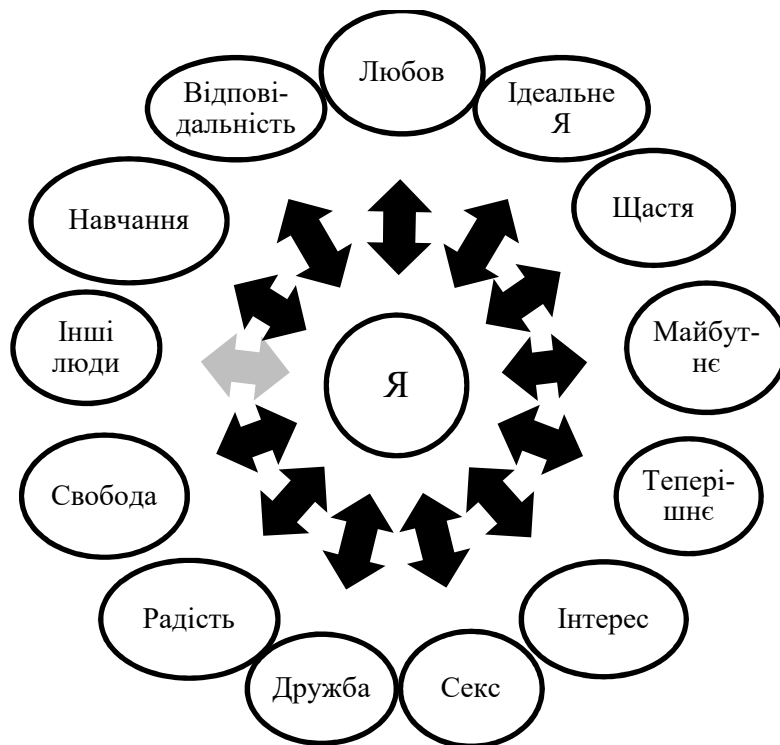 Любов
Відпові-
дальність
Ідеальне
Я
Навчання
Щастя
Інші
люди
Майбут-
нє
Я
Свобода
Тепері-
шнє
Радість
Інтерес
Дружба
Секс